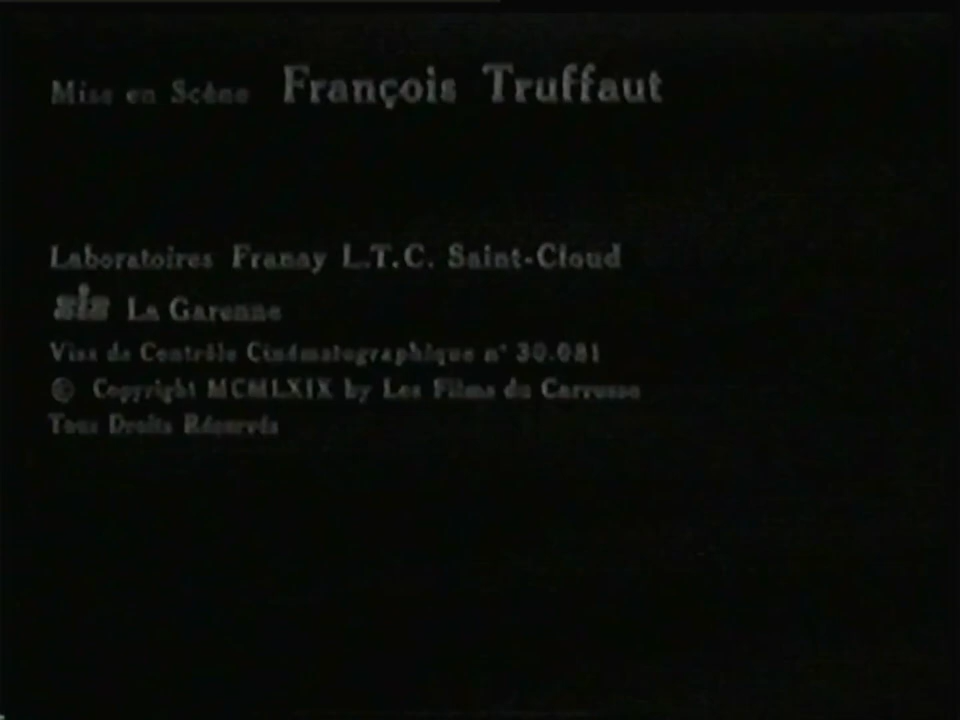 Mise en Scène François Truffaut
Laboratoires Franay L.T.C. Saint-Cloud
sis La Garenne
Visa de Contrôle Cinématographique n° 30.081
© Copyright MCMLXIX by Les Films du Carrosse
Tous Droits Réservés